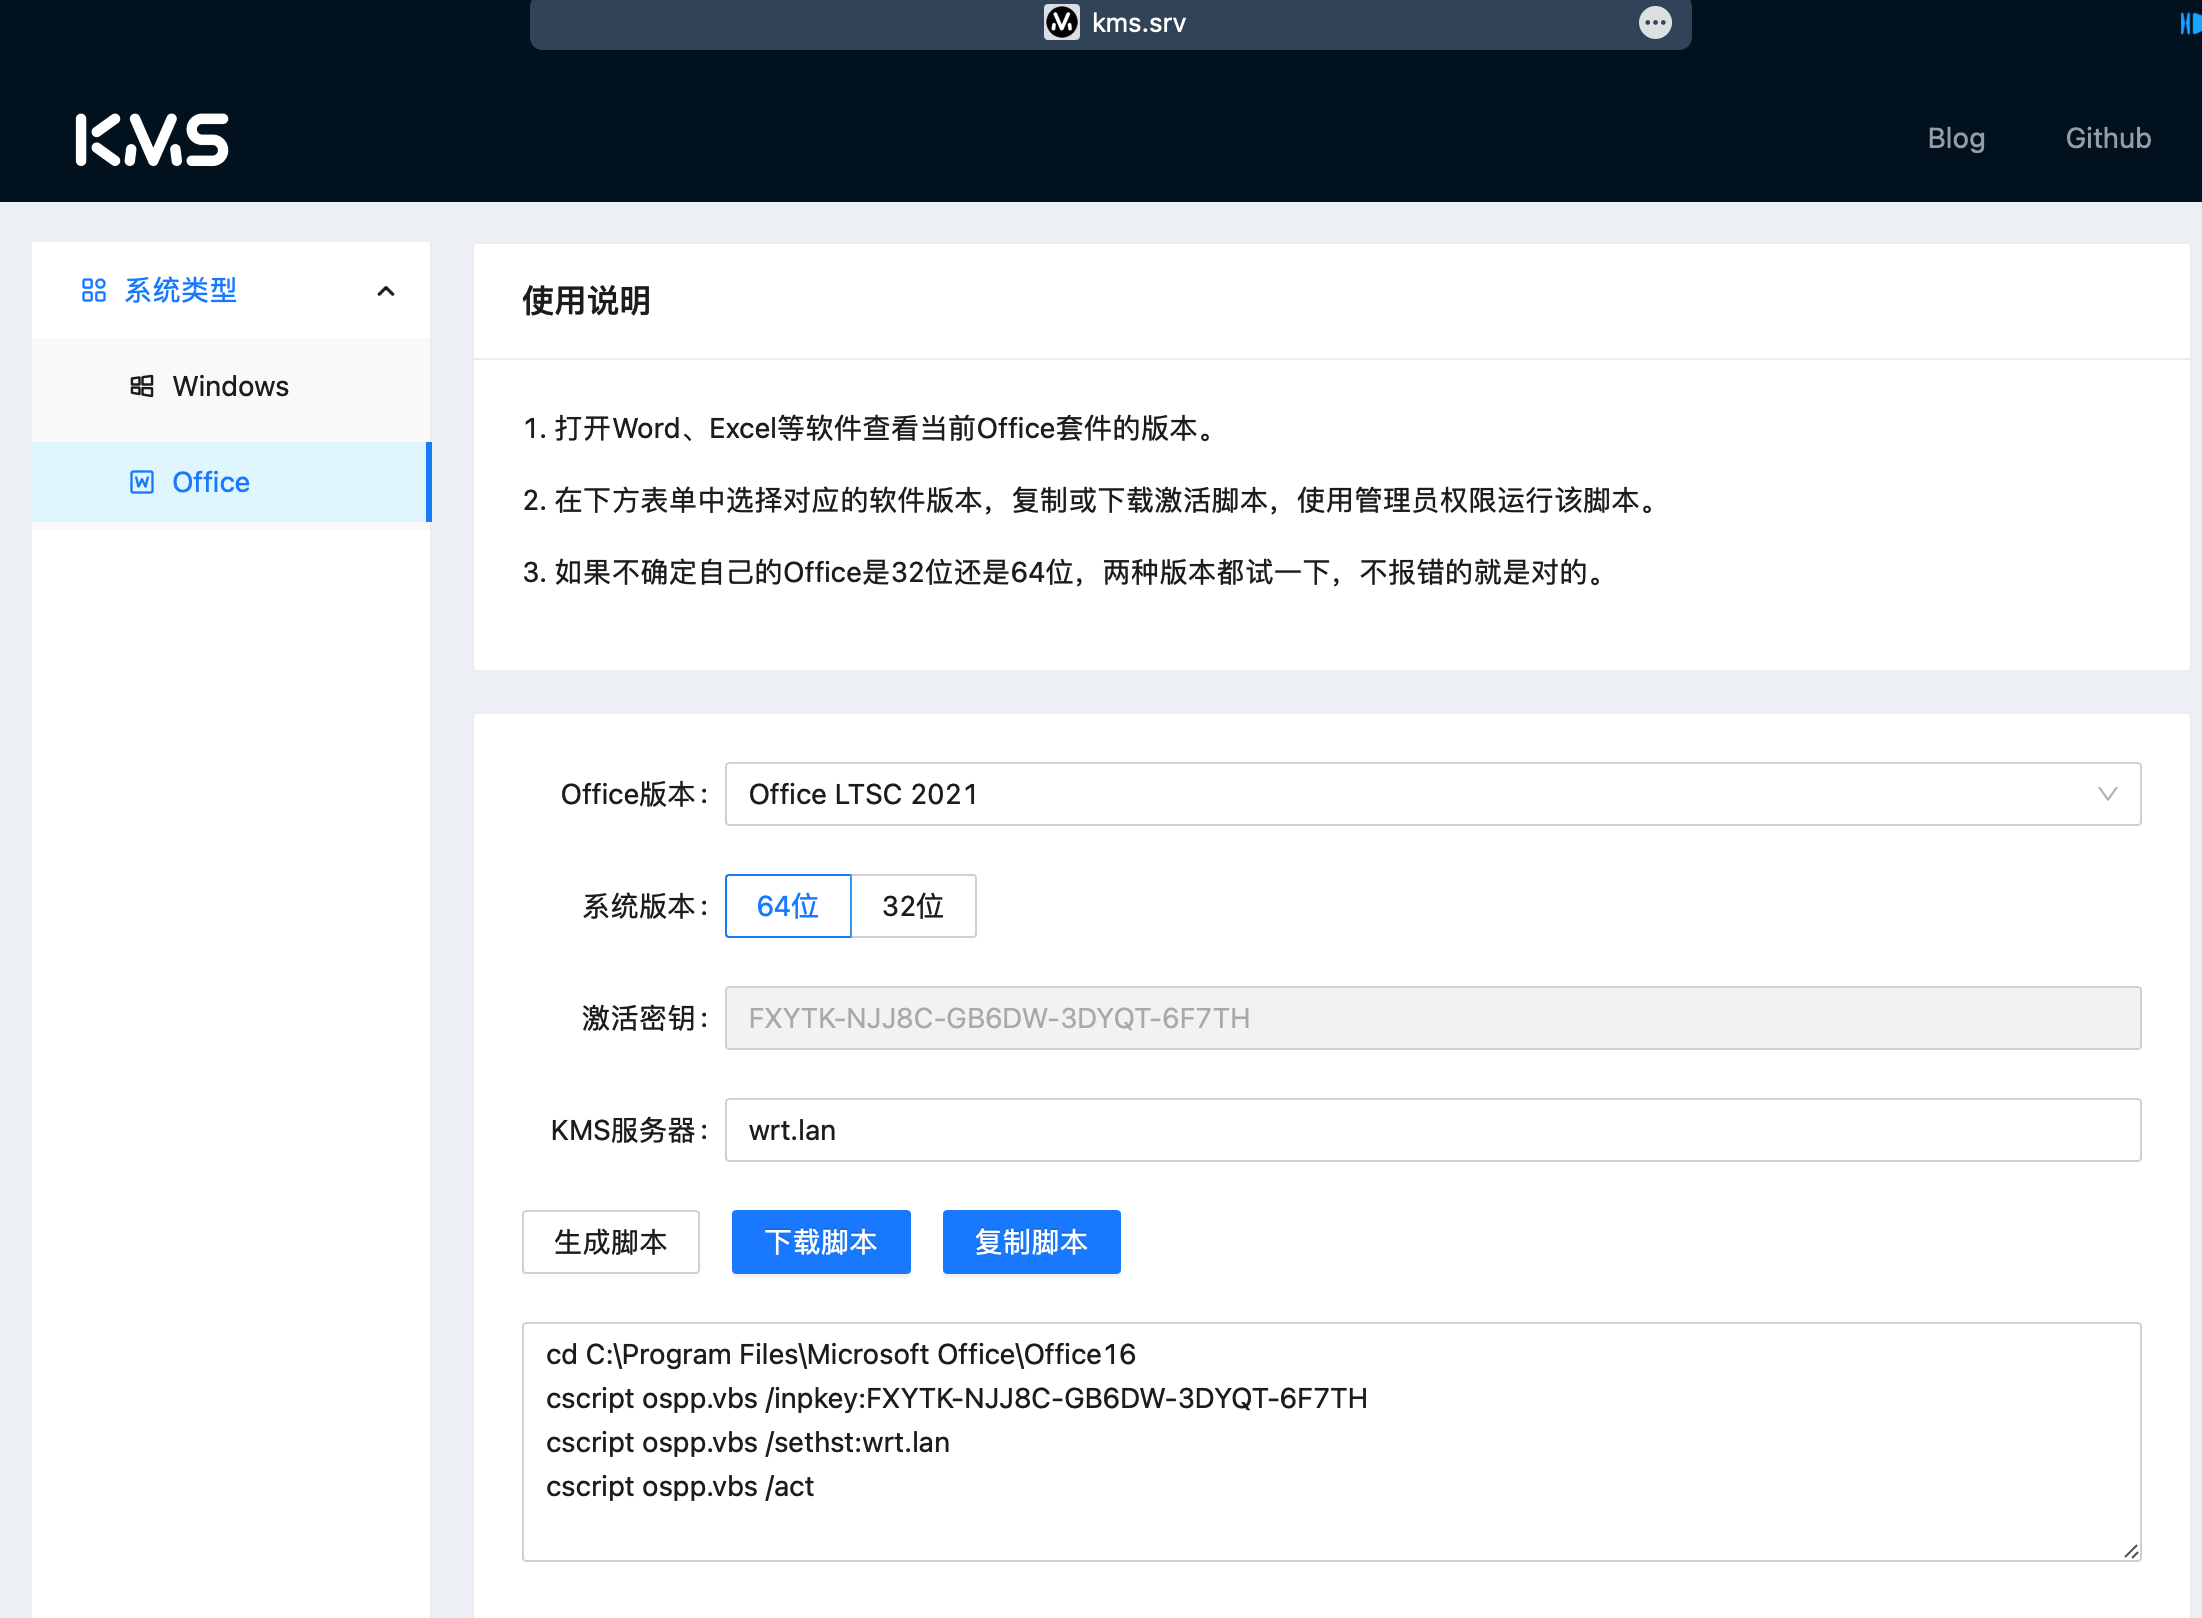 kms.srv
KMS
Blog
Github
系统类型
Windows
Office
使用说明
1. 打开Word、Excel等软件查看当前Office套件的版本。
2. 在下方表单中选择对应的软件版本，复制或下载激活脚本，使用管理员权限运行该脚本。
3. 如果不确定自己的Office是32位还是64位，两种版本都试一下，不报错的就是对的。
Office版本：
Office LTSC 2021
系统版本：
64位
32位
激活密钥：
FXYTK-NJJ8C-GB6DW-3DYQT-6F7TH
KMS服务器：
wrt.lan
生成脚本
下载脚本
复制脚本
cd C:\Program Files\Microsoft Office\Office16
cscript ospp.vbs /inpkey:FXYTK-NJJ8C-GB6DW-3DYQT-6F7TH
cscript ospp.vbs /sethst:wrt.lan
cscript ospp.vbs /act